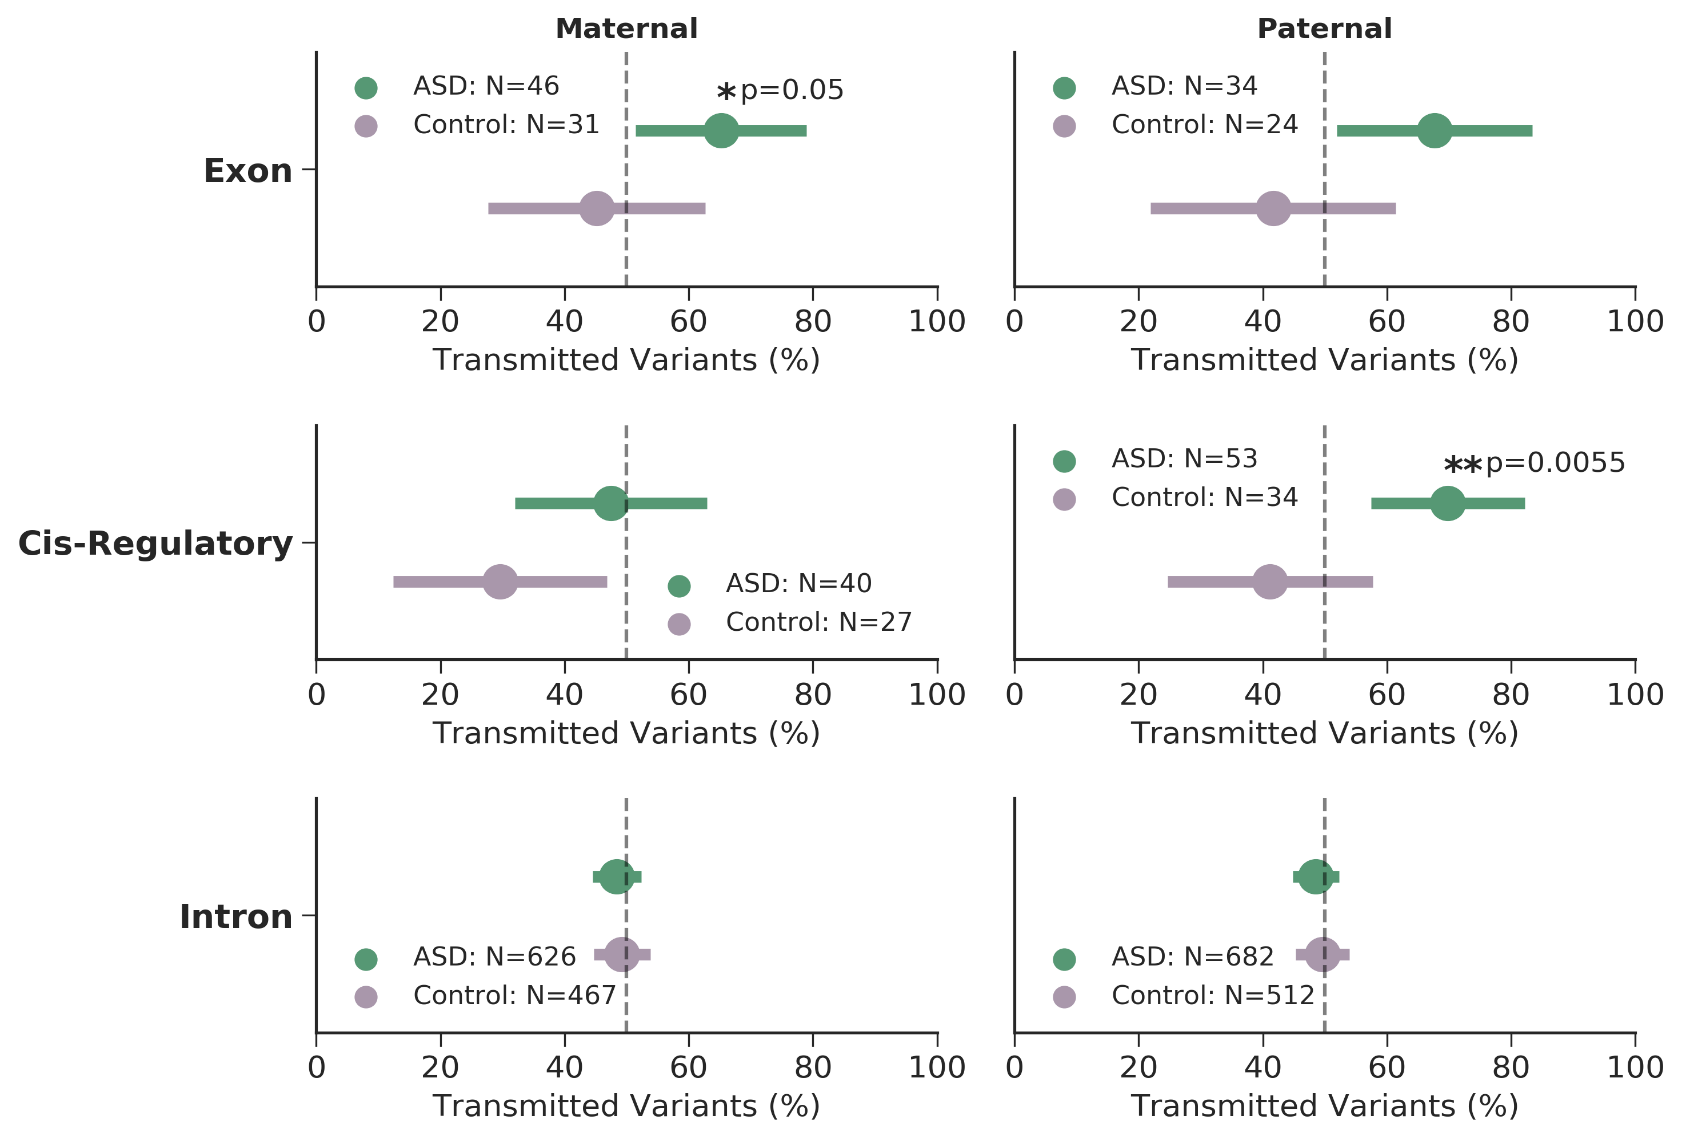 Maternal
Paternal
Exon
ASD: N=46
Control: N=31
*p=0.05
0 20 40 60 80 100
Transmitted Variants (%)
ASD: N=34
Control: N=24
0 20 40 60 80 100
Transmitted Variants (%)
Cis-Regulatory
ASD: N=40
Control: N=27
0 20 40 60 80 100
Transmitted Variants (%)
ASD: N=53
Control: N=34
**p=0.0055
0 20 40 60 80 100
Transmitted Variants (%)
Intron
ASD: N=626
Control: N=467
0 20 40 60 80 100
Transmitted Variants (%)
ASD: N=682
Control: N=512
0 20 40 60 80 100
Transmitted Variants (%)